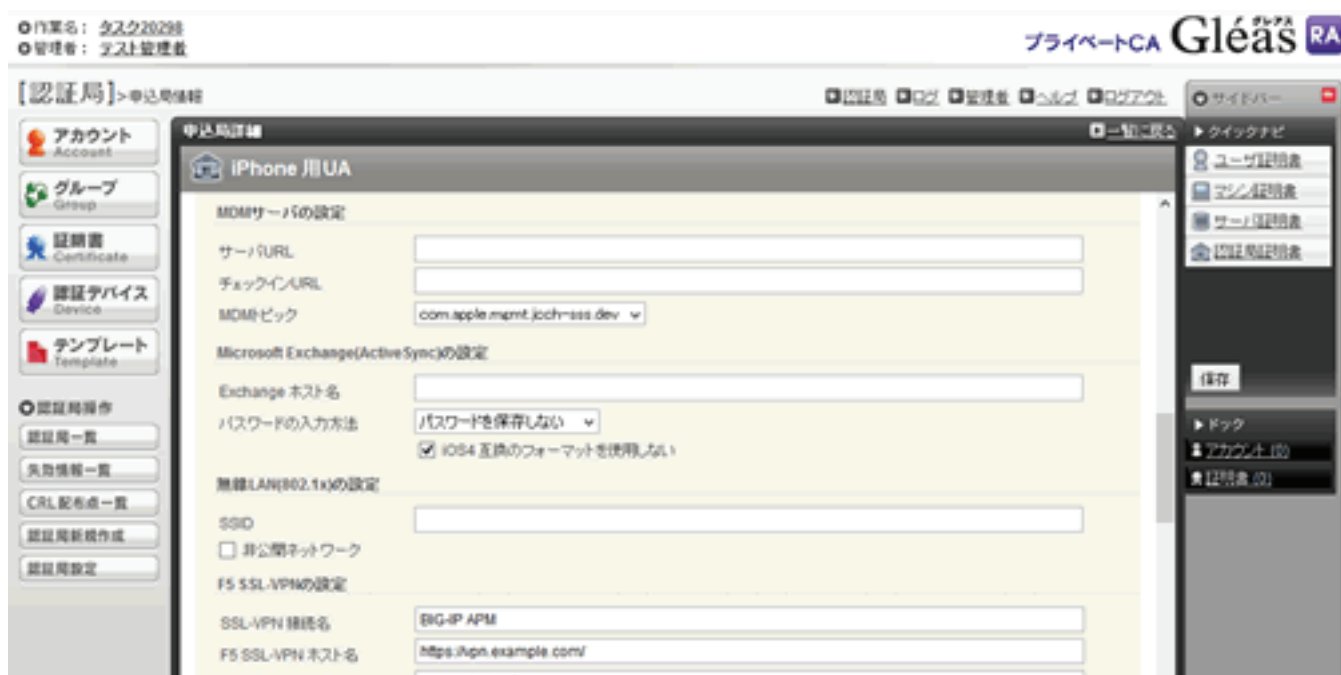 作業名： タスク20298
管理者： テスト管理者
プライベートCA Gléas グレアス RA
[認証局]>申込局情報
認証局 ログ 管理者 ヘルプ ログアウト
サイドバー
アカウント
Account
グループ
Group
証明書
Certificate
認証デバイス
Device
テンプレート
Template
認証局操作
認証局一覧
失効情報一覧
CRL配布点一覧
認証局新規作成
認証局設定
申込局詳細
一覧に戻る
iPhone 用UA
MDMサーバの設定
サーバURL
チェックインURL
MDMトピック com.apple.mgmt.jcch-sss.dev
Microsoft Exchange(ActiveSync)の設定
Exchange ホスト名
パスワードの入力方法 パスワードを保存しない
iOS4 互換のフォーマットを使用しない
無線LAN(802.1x)の設定
SSID
非公開ネットワーク
F5 SSL-VPNの設定
SSL-VPN 接続名 BIG-IP APM
F5 SSL-VPN ホスト名 https://vpn.example.com/
クイックナビ
ユーザ証明書
マシン証明書
サーバ証明書
認証局証明書
保存
ドック
アカウント (0)
証明書 (0)